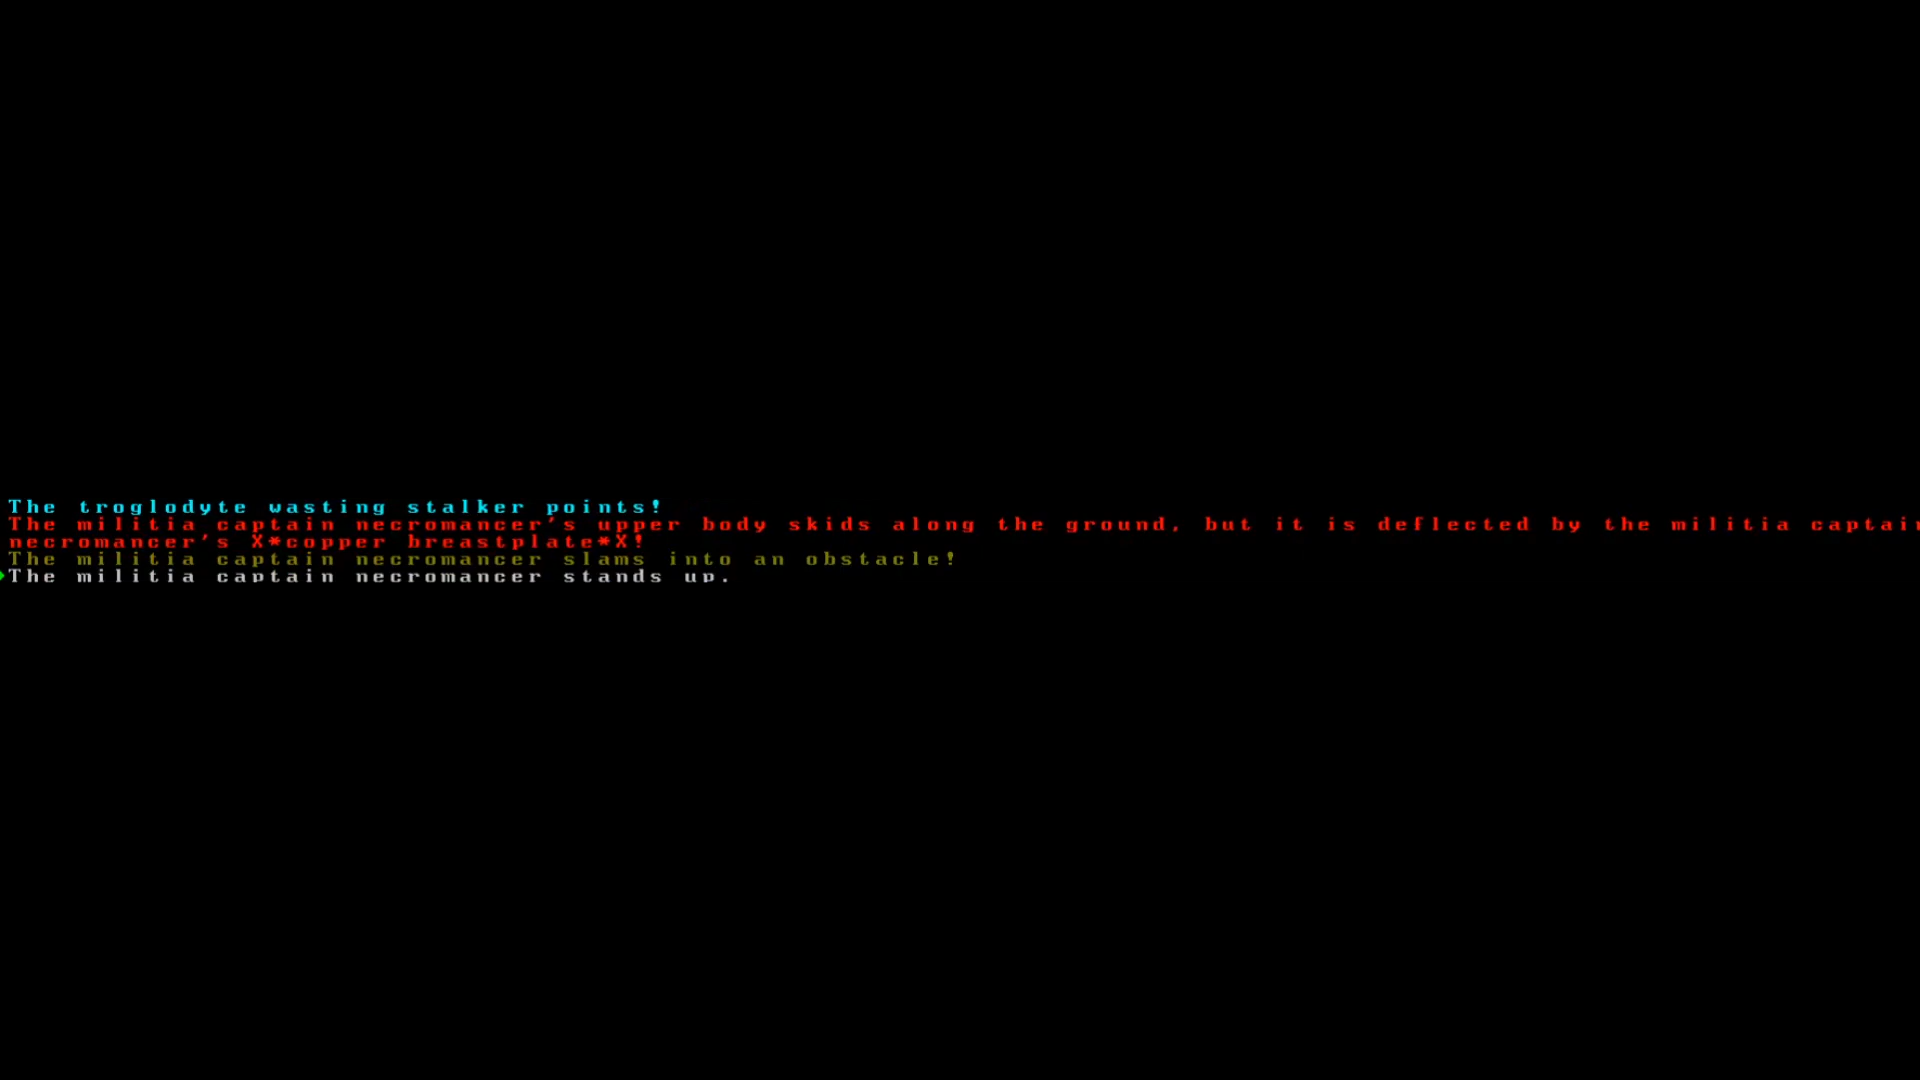 The troglodyte wasting stalker points!
The militia captain necromancer's upper body skids along the ground, but it is deflected by the militia captain
necromancer's X*copper breastplate*X!
The militia captain necromancer slams into an obstacle!
The militia captain necromancer stands up.